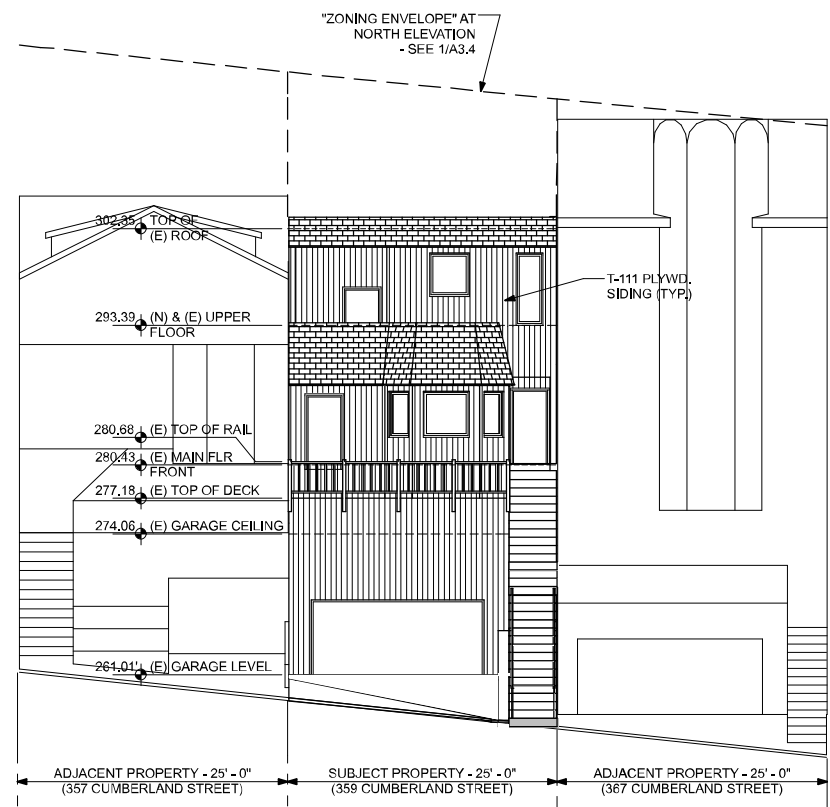 "ZONING ENVELOPE" AT
NORTH ELEVATION
- SEE 1/A3.4
302.35 TOP OF
(E) ROOF
T-111 PLYWD.
SIDING (TYP.)
293.39 (N) & (E) UPPER
FLOOR
280.68 (E) TOP OF RAIL
280.43 (E) MAIN FLR
FRONT
277.18 (E) TOP OF DECK
274.06 (E) GARAGE CEILING
261.01' (E) GARAGE LEVEL
ADJACENT PROPERTY - 25' - 0"
(357 CUMBERLAND STREET)
SUBJECT PROPERTY - 25' - 0"
(359 CUMBERLAND STREET)
ADJACENT PROPERTY - 25' - 0"
(367 CUMBERLAND STREET)